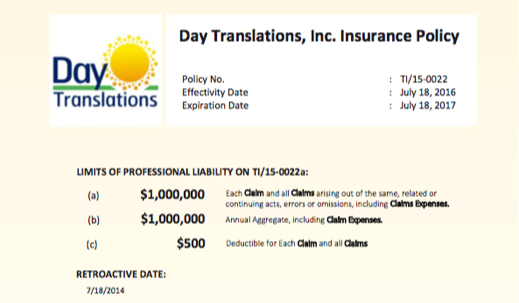 Day Translations, Inc. Insurance Policy
Day
Translations
Policy No. : TI/15-0022
Effectivity Date : July 18, 2016
Expiration Date : July 18, 2017
LIMITS OF PROFESSIONAL LIABILITY ON TI/15-0022a:
(a) $1,000,000 Each Claim and all Claims arising out of the same, related or
continuing acts, errors or omissions, including Claims Expenses.
(b) $1,000,000 Annual Aggregate, including Claim Expenses.
(c) $500 Deductible for Each Claim and all Claims
RETROACTIVE DATE:
7/18/2014